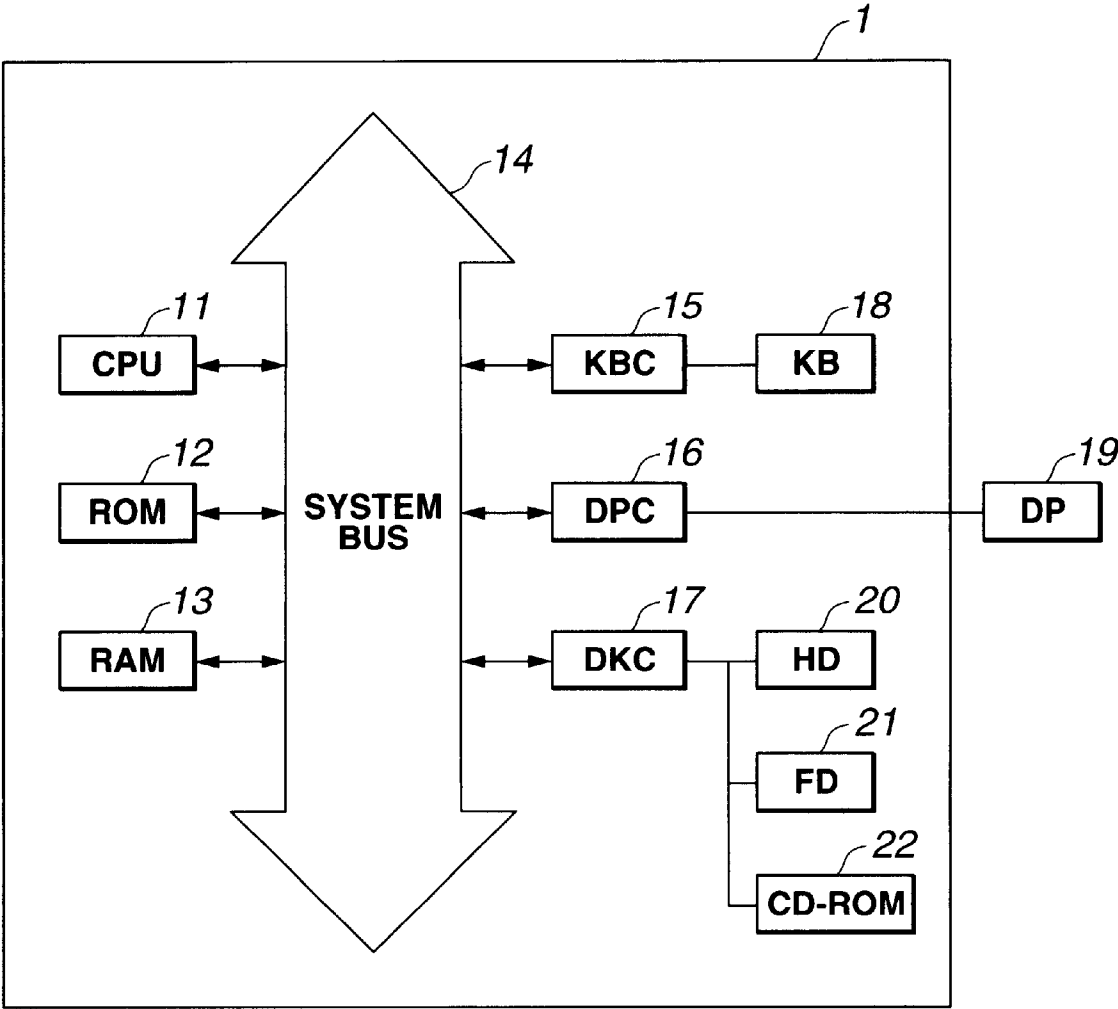 1
14
11
CPU
15
KBC
18
KB
12
ROM
SYSTEM
BUS
16
DPC
19
DP
13
RAM
17
DKC
20
HD
21
FD
22
CD-ROM